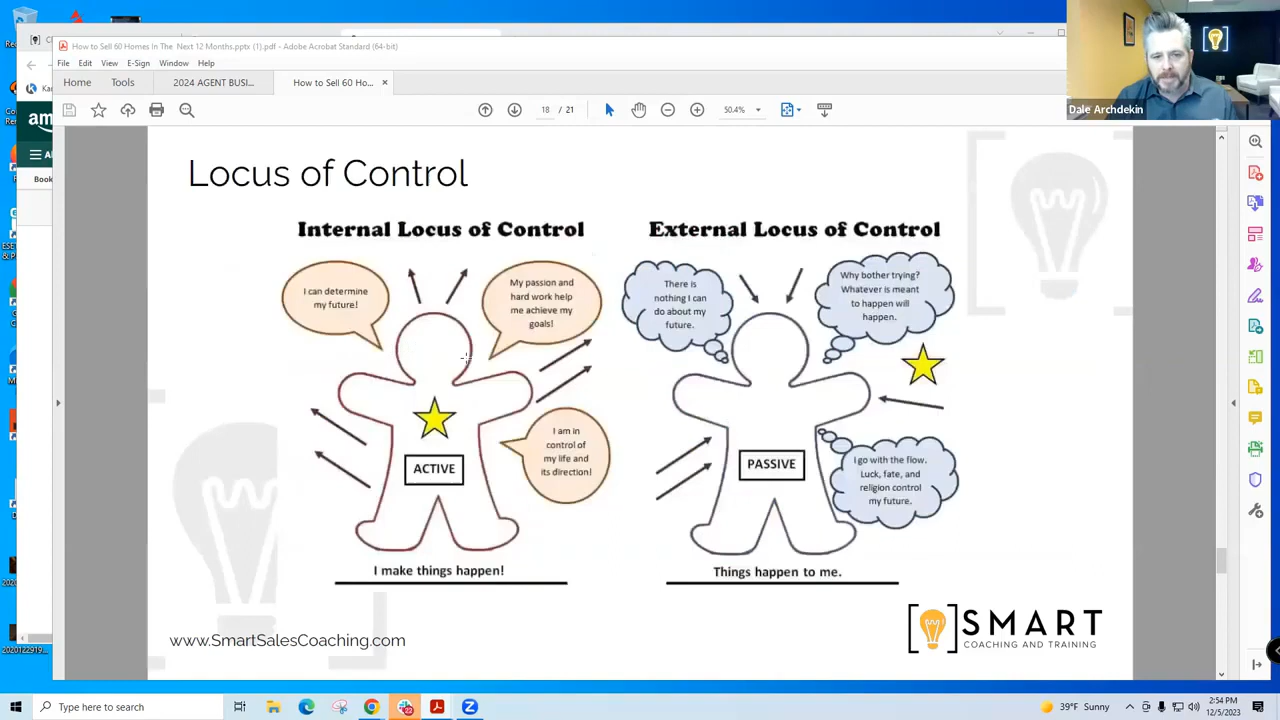 How to Sell 60 Homes In The Next 12 Months.pptx (1).pdf - Adobe Acrobat Standard (64-bit)
File Edit View E-Sign Window Help
Home Tools 2024 AGENT BUSI... How to Sell 60 Ho... ×
18 / 21 50.4%
Dale Archdekin
Book
Locus of Control
Internal Locus of Control
I can determine
my future!
My passion and
hard work help
me achieve my
goals!
I am in
control of
my life and
its direction!
ACTIVE
I make things happen!
External Locus of Control
There is
nothing I can
do about my
future.
Why bother trying?
Whatever is meant
to happen will
happen.
I go with the flow.
Luck, fate, and
religion control
my future.
PASSIVE
Things happen to me.
www.SmartSalesCoaching.com
SMART
COACHING AND TRAINING
2020122919...
Type here to search
39°F Sunny
2:54 PM
12/5/2023